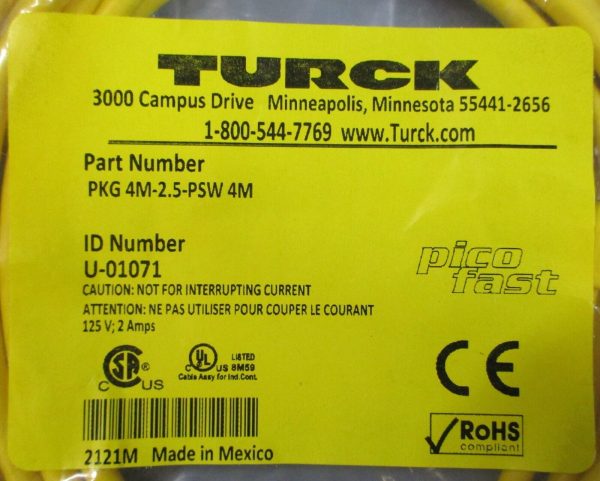 TURCK
3000 Campus Drive Minneapolis, Minnesota 55441-2656
1-800-544-7769 www.Turck.com
Part Number
PKG 4M-2.5-PSW 4M
ID Number
U-01071
pico fast
CAUTION: NOT FOR INTERRUPTING CURRENT
ATTENTION: NE PAS UTILISER POUR COUPER LE COURANT
125 V; 2 Amps
C SA US
C UL US LISTED 8M59
Cable Assy for Ind.Cont.
CE
2121M Made in Mexico
RoHS
compliant